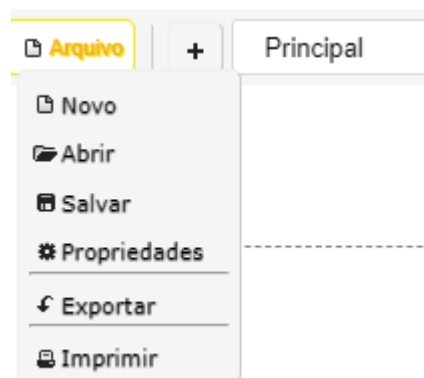 Arquivo + Principal
Novo
Abrir
Salvar
Propriedades
Exportar
Imprimir